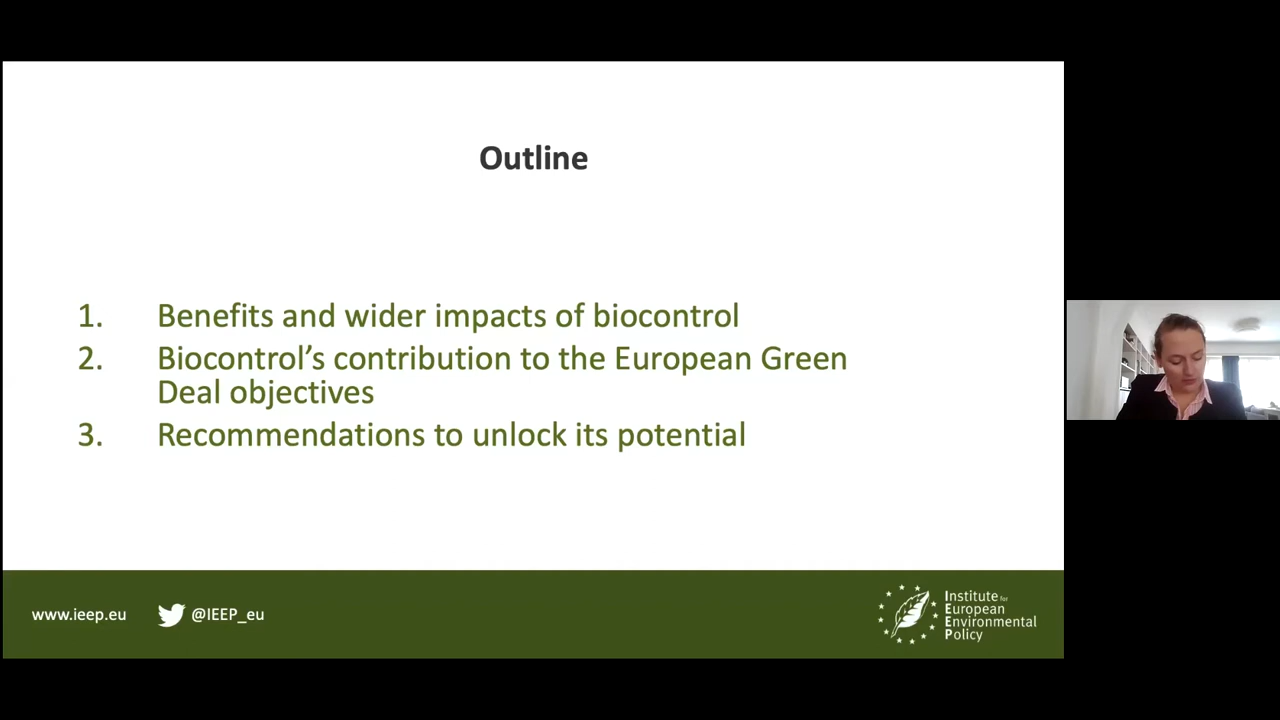 Outline
1. Benefits and wider impacts of biocontrol
2. Biocontrol's contribution to the European Green
Deal objectives
3. Recommendations to unlock its potential
www.ieep.eu @IEEP_eu
Institute for
European
Environmental
Policy